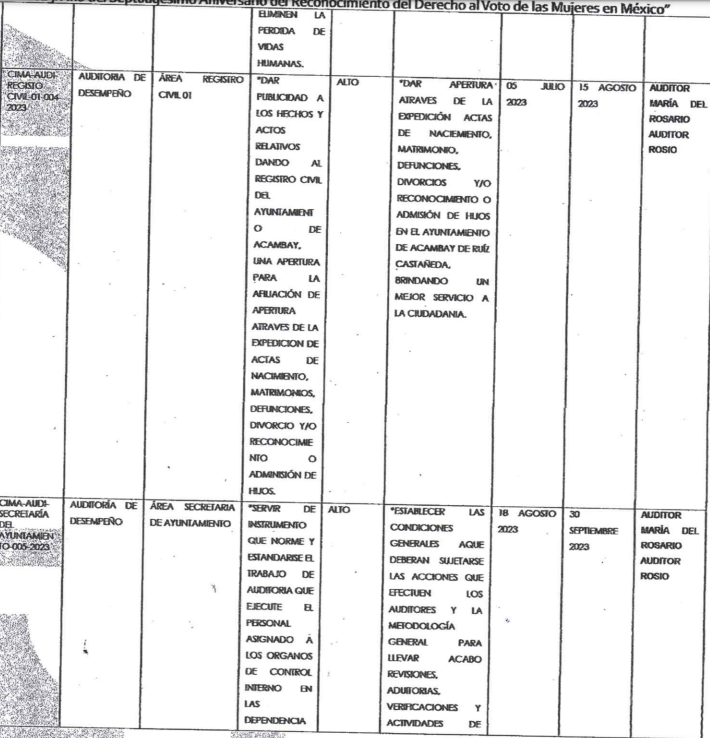 del Septuagésimo Aniversario del Reconocimiento del Derecho al Voto de las Mujeres en México"
ELIMINEN LA
PERDIDA DE
VIDAS
HUMANAS.
CIMA-AUDI-
REGISTO
CIVIL-01-004-
2023
AUDITORIA DE
DESEMPEÑO
ÁREA REGISTRO
CIVIL 01
"DAR
PUBLICIDAD A
LOS HECHOS Y
ACTOS
RELATIVOS
DANDO AL
REGISTRO CIVIL
DEL
AYUNTAMIENT
O DE
ACAMBAY,
UNA APERTURA
PARA LA
AFILIACIÓN DE
APERTURA
ATRAVES DE LA
EXPEDICION DE
ACTAS DE
NACIMIENTO,
MATRIMONIOS,
DEFUNCIONES,
DIVORCIO Y/O
RECONOCIMIE
NTO O
ADMINISIÓN DE
HIJOS.
ALTO
"DAR APERTURA
ATRAVES DE LA
EXPEDICIÓN ACTAS
DE NACIEMIENTO,
MATRIMONIO,
DEFUNCIONES,
DIVORCIOS Y/O
RECONOCIMIENTO O
ADMISIÓN DE HIJOS
EN EL AYUNTAMIENTO
DE ACAMBAY DE RUÍZ
CASTAÑEDA,
BRINDANDO UN
MEJOR SERVICIO A
LA CIUDADANIA.
05 JULIO
2023
15 AGOSTO
2023
AUDITOR
MARÍA DEL
ROSARIO
AUDITOR
ROSIO
CIMA-AUDI-
SECRETARÍA
DEL
AYUNTAMIEN
TO-005-2023
AUDITORÍA DE
DESEMPEÑO
ÁREA SECRETARIA
DE AYUNTAMIENTO
"SERVIR DE
INSTRUMENTO
QUE NORME Y
ESTANDARISE EL
TRABAJO DE
AUDITORIA QUE
EJECUTE EL
PERSONAL
ASIGNADO A
LOS ORGANOS
DE CONTROL
INTERNO EN
LAS
DEPENDENCIA
ALTO
"ESTABLECER LAS
CONDICIONES
GENERALES AQUE
DEBERAN SUJETARSE
LAS ACCIONES QUE
EFECTUEN LOS
AUDITORES Y LA
METODOLOGÍA
GENERAL PARA
LLEVAR ACABO
REVISIONES,
ADUITORIAS,
VERIFICACIONES Y
ACTIVIDADES DE
18 AGOSTO
2023
30
SEPTIEMBRE
2023
AUDITOR
MARÍA DEL
ROSARIO
AUDITOR
ROSIO